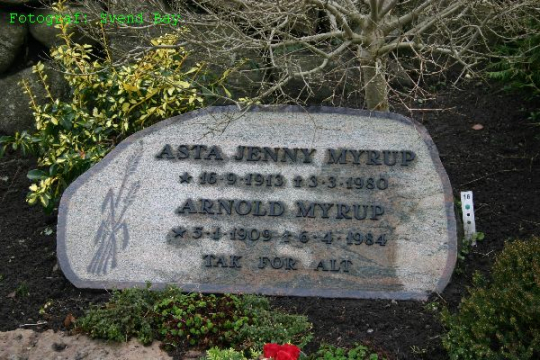 Fotograf: Svend Bay
ASTA JENNY MYRUP
* 16·9·1913 ✝ 3·3·1980
ARNOLD MYRUP
* 5·1·1909 ✝ 6·4·1984
TAK FOR ALT
16